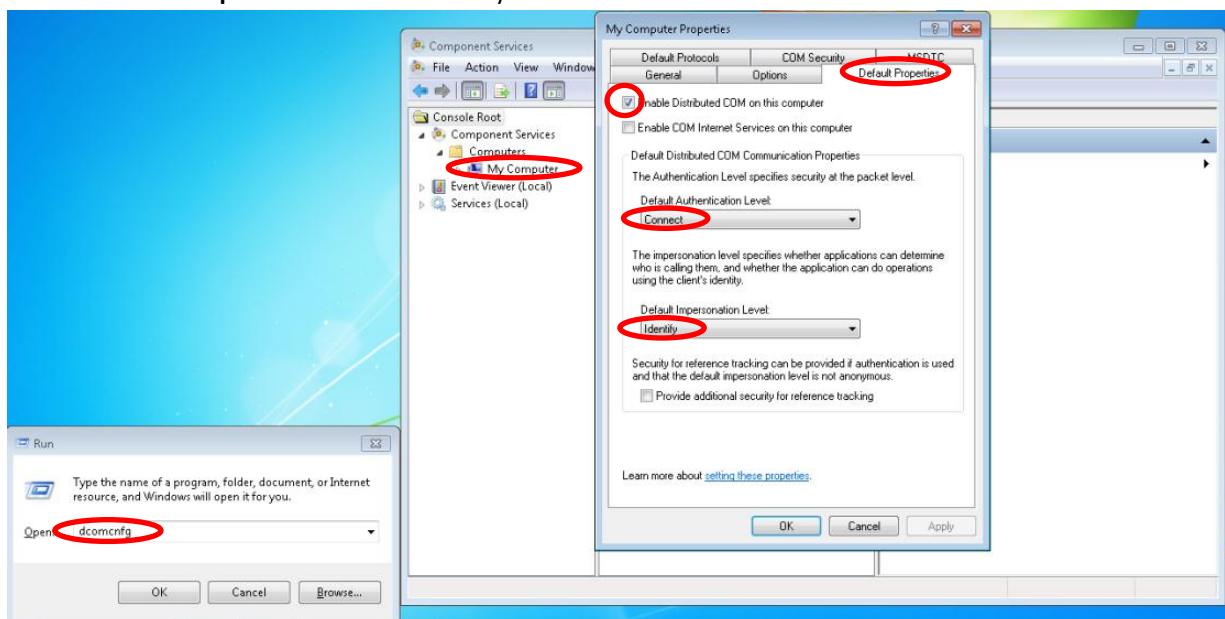 Component Services
File Action View Window
Console Root
Component Services
Computers
My Computer
Event Viewer (Local)
Services (Local)
My Computer Properties
Default Protocols COM Security MSDTC
General Options Default Properties
Enable Distributed COM on this computer
Enable COM Internet Services on this computer
Default Distributed COM Communication Properties
The Authentication Level specifies security at the packet level.
Default Authentication Level:
Connect
The impersonation level specifies whether applications can determine
who is calling them, and whether the application can do operations
using the client's identity.
Default Impersonation Level:
Identify
Security for reference tracking can be provided if authentication is used
and that the default impersonation level is not anonymous.
Provide additional security for reference tracking
Learn more about setting these properties.
OK Cancel Apply
Run
Type the name of a program, folder, document, or Internet
resource, and Windows will open it for you.
Open: dcomcnfg
OK Cancel Browse...